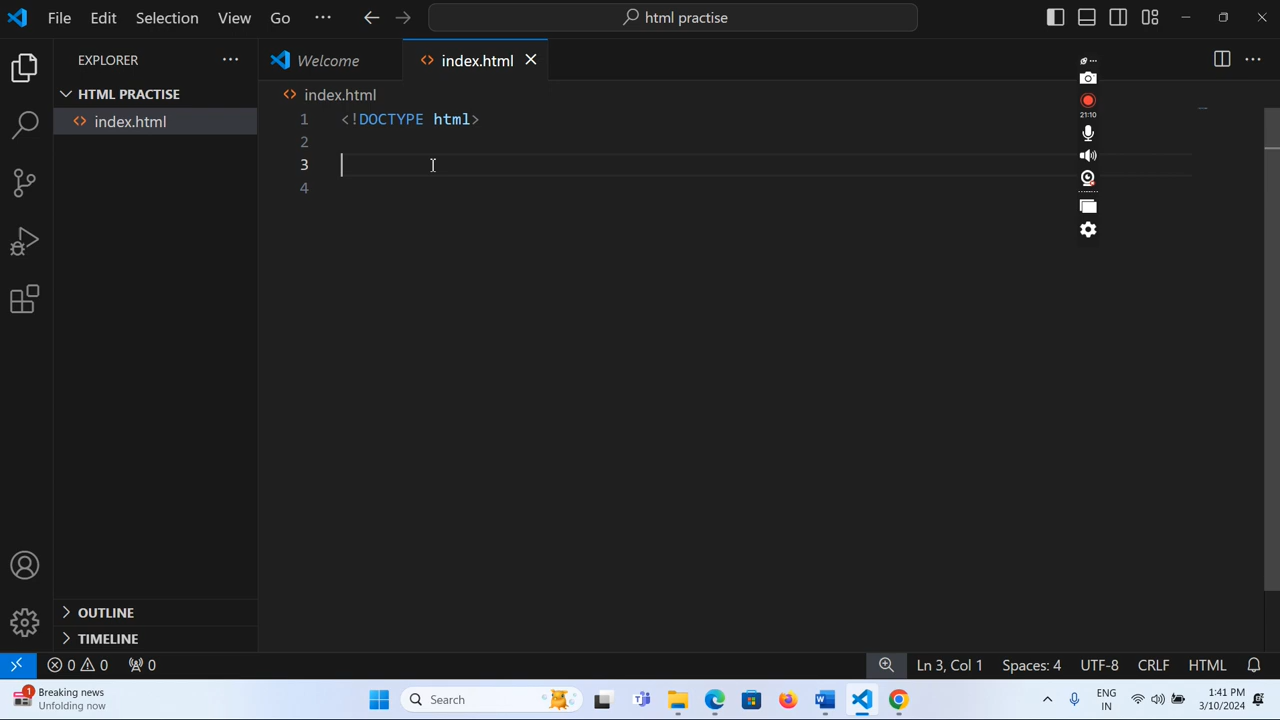 File Edit Selection View Go ··· html practise
EXPLORER ···
HTML PRACTISE
index.html
Welcome index.html
index.html
1 <!DOCTYPE html>
2
3
4
21:10
OUTLINE
TIMELINE
0 0 0 Ln 3, Col 1 Spaces: 4 UTF-8 CRLF HTML
1 Breaking news
Unfolding now
Search
ENG
IN
1:41 PM
3/10/2024